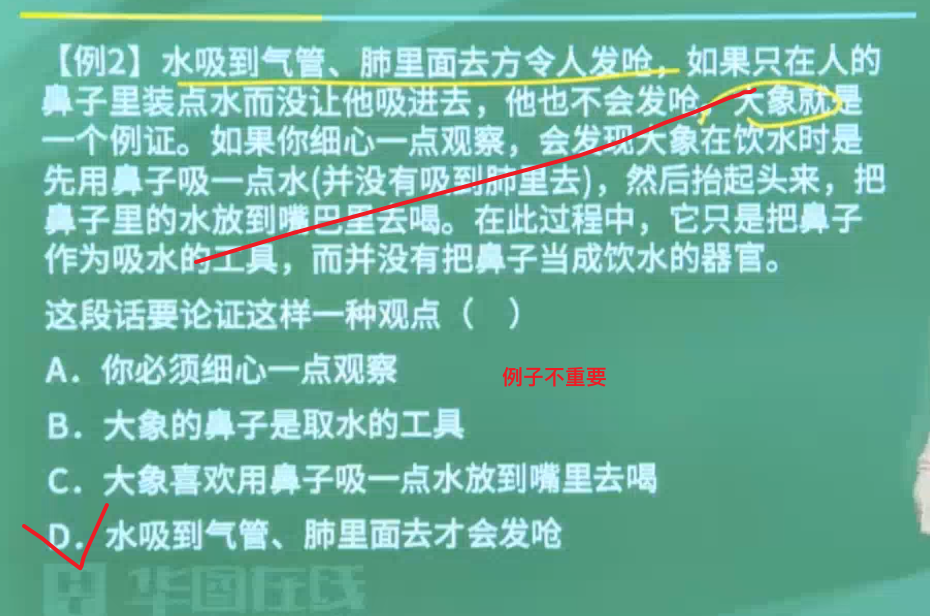 【例2】水吸到气管、肺里面去方令人发呛，如果只在人的
鼻子里装点水而没让他吸进去，他也不会发呛，大象就是
一个例证。如果你细心一点观察，会发现大象在饮水时是
先用鼻子吸一点水(并没有吸到肺里去)，然后抬起头来，把
鼻子里的水放到嘴巴里去喝。在此过程中，它只是把鼻子
作为吸水的工具，而并没有把鼻子当成饮水的器官。
这段话要论证这样一种观点（　）
A．你必须细心一点观察
例子不重要
B．大象的鼻子是取水的工具
C．大象喜欢用鼻子吸一点水放到嘴里去喝
D．水吸到气管、肺里面去才会发呛
华图在线